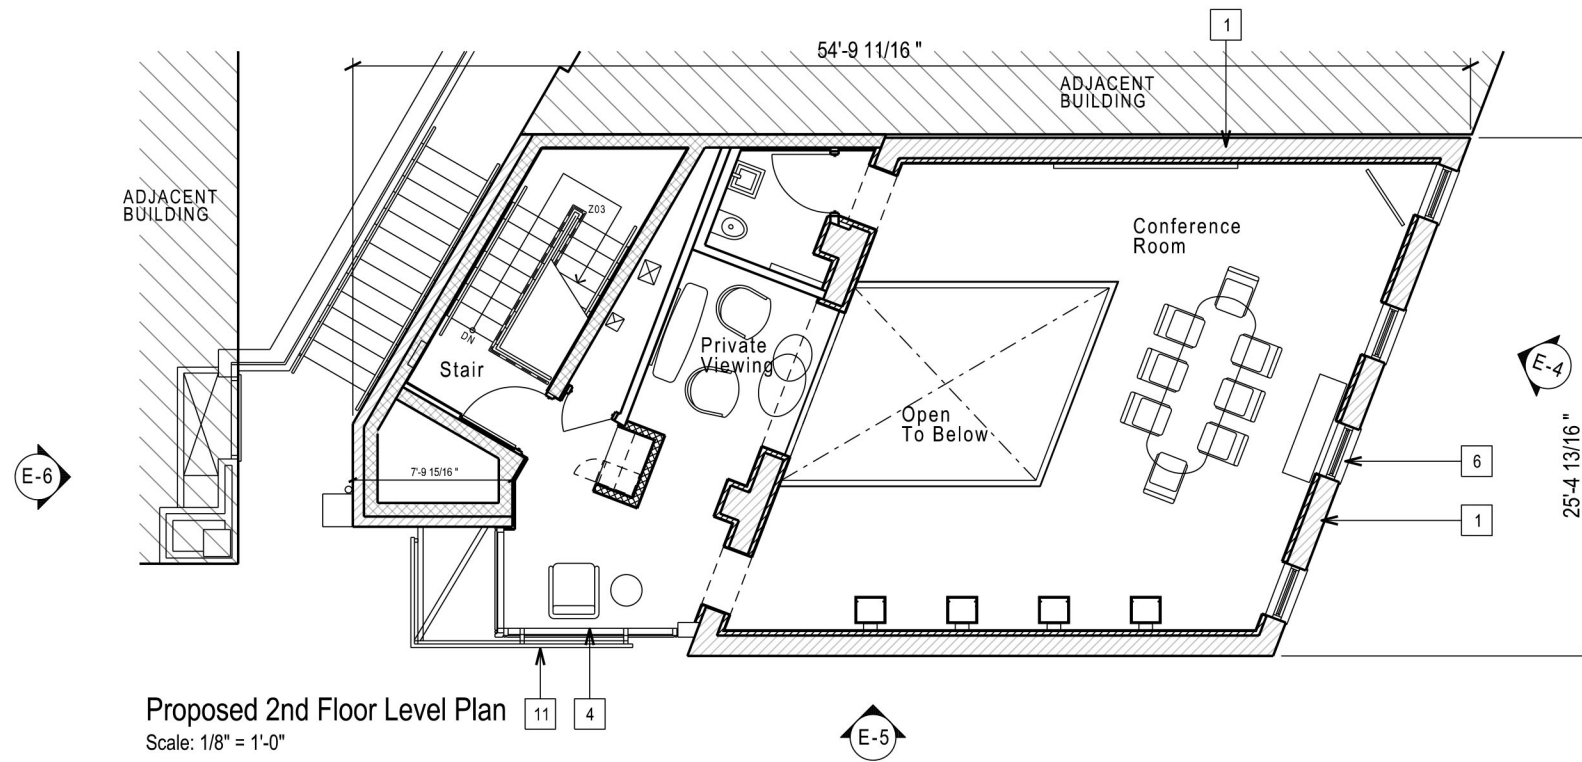 1
54'-9 11/16 "
ADJACENT
BUILDING
ADJACENT
BUILDING
Z03
Conference
Room
DN
Stair
Private
Viewing
Open
To Below
E-4
7'-9 15/16 "
E-6
6
25'-4 13/16 "
1
Proposed 2nd Floor Level Plan
11
4
E-5
Scale: 1/8" = 1'-0"